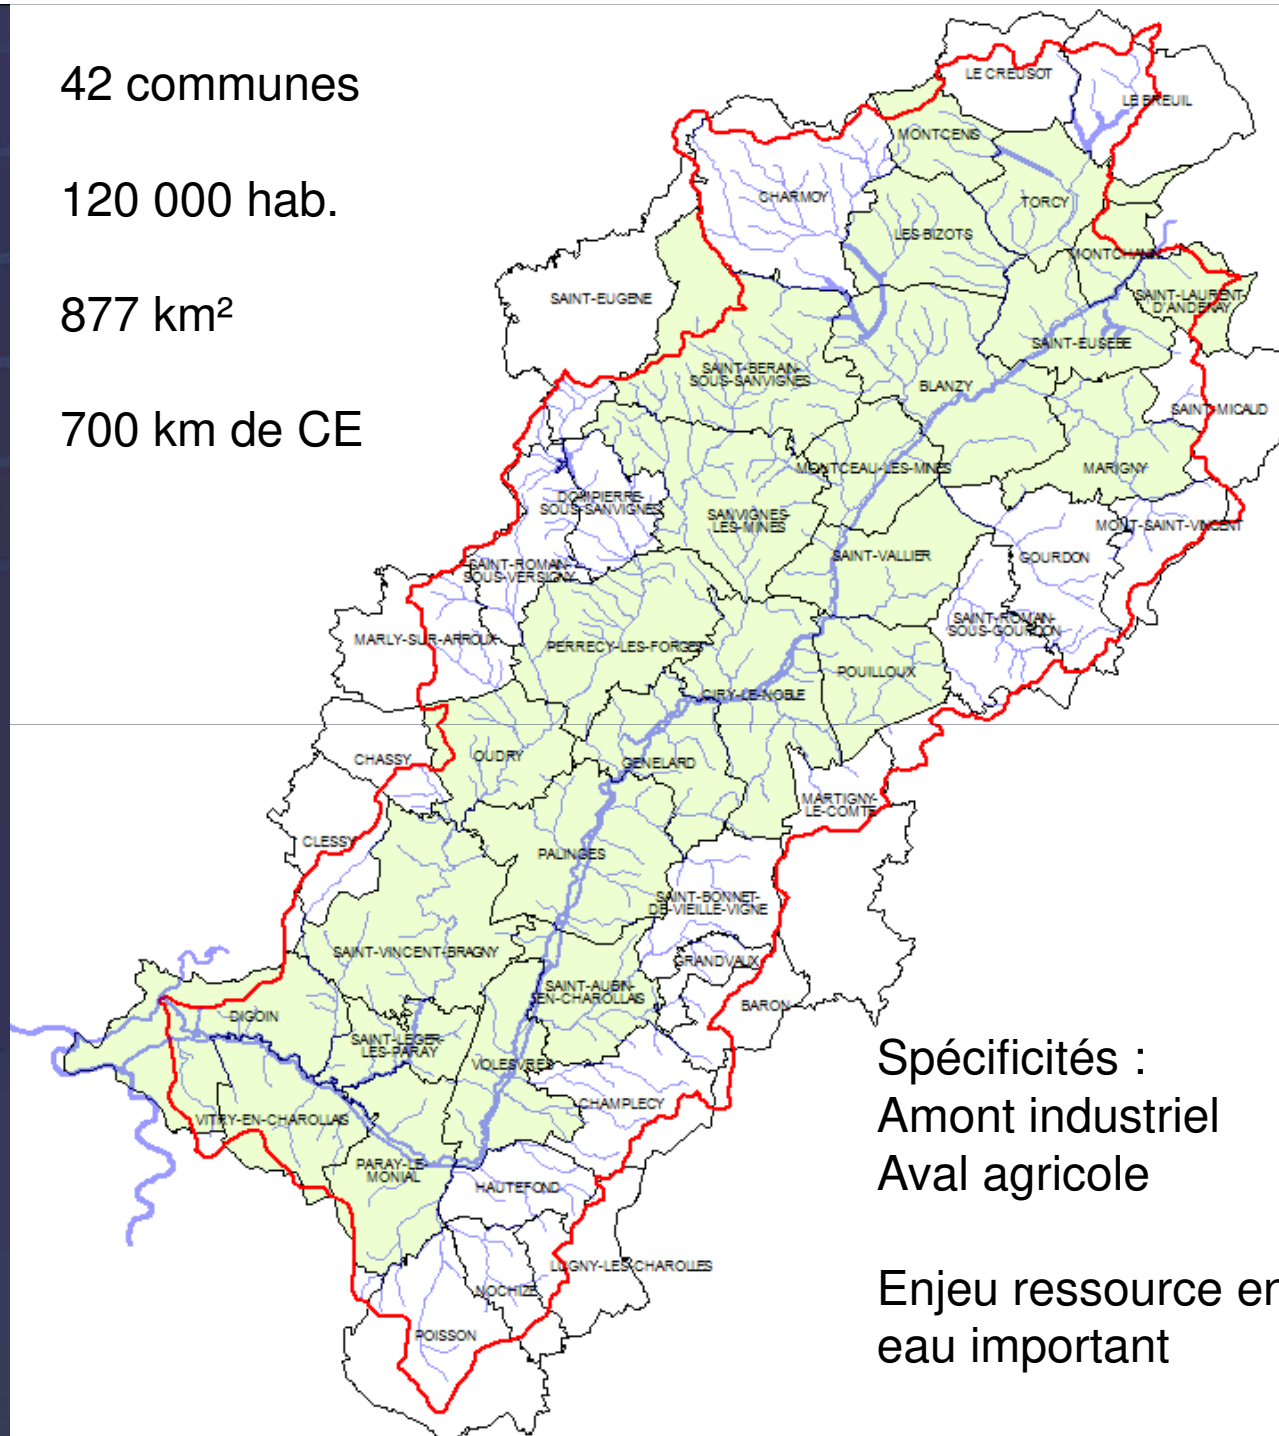 42 communes
120 000 hab.
877 km²
700 km de CE
LE CREUSOT
LE BREUIL
MONTCENIS
CHARMOY
TORCY
LES BIZOTS
MONTCHANIN
SAINT-EUGENE
SAINT-LAURENT-
D'ANDENAY
SAINT-EUSEBE
SAINT-BERAIN-
SOUS-SANVIGNES
BLANZY
SAINT-MICAUD
MONTCEAU-LES-MINES
MARIGNY
DOMPIERRE-
SOUS-SANVIGNES
SANVIGNES-
LES-MINES
MONT-SAINT-VINCENT
SAINT-VALLIER
GOURDON
SAINT-ROMAIN-
SOUS-VERSIGNY
SAINT-ROMAIN-
SOUS-GOURDON
MARLY-SUR-ARROUX
PERRECY-LES-FORGES
POUILLOUX
CIRY-LE-NOBLE
CHASSY
OUDRY
GENELARD
MARTIGNY-
LE-COMTE
CLESSY
PALINGES
SAINT-BONNET-
DE-VIEILLE-VIGNE
SAINT-VINCENT-BRAGNY
GRANDVAUX
SAINT-AUBIN-
EN-CHAROLLAIS
BARON
DIGOIN
SAINT-LEGER-
LES-PARAY
VOLESVRES
CHAMPLECY
VITRY-EN-CHAROLLAIS
PARAY-LE-
MONIAL
HAUTEFOND
LUGNY-LES-CHAROLLES
NOCHIZE
POISSON
Spécificités :
Amont industriel
Aval agricole
Enjeu ressource en
eau important